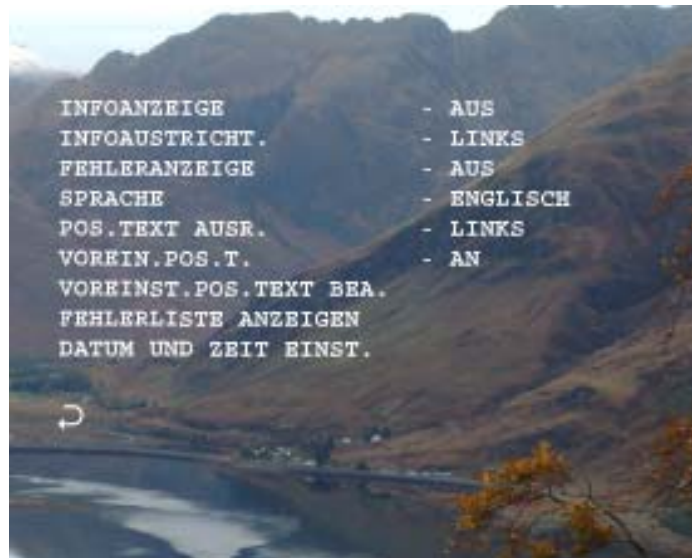 INFOANZEIGE - AUS
INFOAUSTRICHT. - LINKS
FEHLERANZEIGE - AUS
SPRACHE - ENGLISCH
POS.TEXT AUSR. - LINKS
VOREIN.POS.T. - AN
VOREINST.POS.TEXT BEA.
FEHLERLISTE ANZEIGEN
DATUM UND ZEIT EINST.